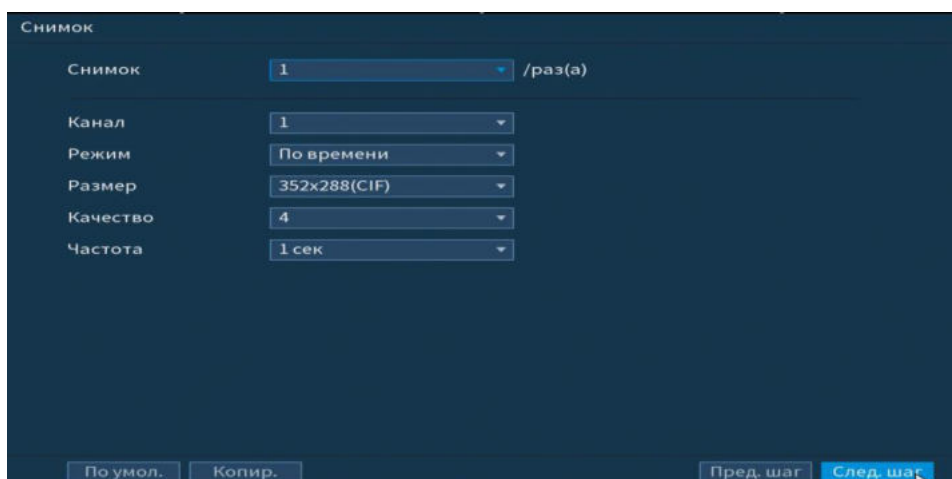 Снимок
Снимок 1 /раз(а)
Канал 1
Режим По времени
Размер 352x288(CIF)
Качество 4
Частота 1 сек
По умол. Копир. Пред. шаг След. шаг